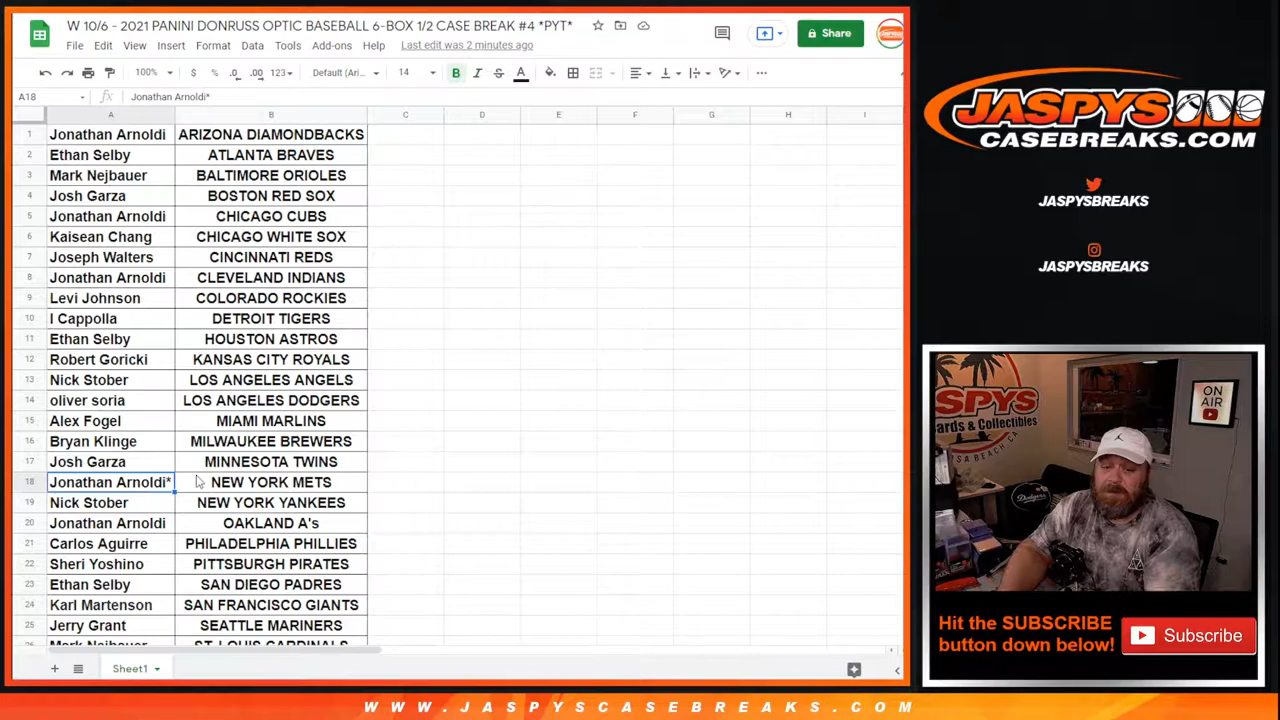 W 10/6 - 2021 PANINI DONRUSS OPTIC BASEBALL 6-BOX 1/2 CASE BREAK #4 *PYT*
File Edit View Insert Format Data Tools Add-ons Help Last edit was 2 minutes ago
Share
100% $ % .0 .00 123 Default (Ari... 14 B I S A
A18 fx Jonathan Arnoldi*
A B C D E F G H I
1 Jonathan Arnoldi ARIZONA DIAMONDBACKS
2 Ethan Selby ATLANTA BRAVES
3 Mark Nejbauer BALTIMORE ORIOLES
4 Josh Garza BOSTON RED SOX
5 Jonathan Arnoldi CHICAGO CUBS
6 Kaisean Chang CHICAGO WHITE SOX
7 Joseph Walters CINCINNATI REDS
8 Jonathan Arnoldi CLEVELAND INDIANS
9 Levi Johnson COLORADO ROCKIES
10 I Cappolla DETROIT TIGERS
11 Ethan Selby HOUSTON ASTROS
12 Robert Goricki KANSAS CITY ROYALS
13 Nick Stober LOS ANGELES ANGELS
14 oliver soria LOS ANGELES DODGERS
15 Alex Fogel MIAMI MARLINS
16 Bryan Klinge MILWAUKEE BREWERS
17 Josh Garza MINNESOTA TWINS
18 Jonathan Arnoldi* NEW YORK METS
19 Nick Stober NEW YORK YANKEES
20 Jonathan Arnoldi OAKLAND A's
21 Carlos Aguirre PHILADELPHIA PHILLIES
22 Sheri Yoshino PITTSBURGH PIRATES
23 Ethan Selby SAN DIEGO PADRES
24 Karl Martenson SAN FRANCISCO GIANTS
25 Jerry Grant SEATTLE MARINERS
26 Mark Nejbauer ST. LOUIS CARDINALS
Sheet1
JASPYS
CASEBREAKS.COM
JASPYSBREAKS
JASPYSBREAKS
ON
AIR
Dodgers
Hit the SUBSCRIBE
button down below!
Subscribe
WWW.JASPYSCASEBREAKS.COM